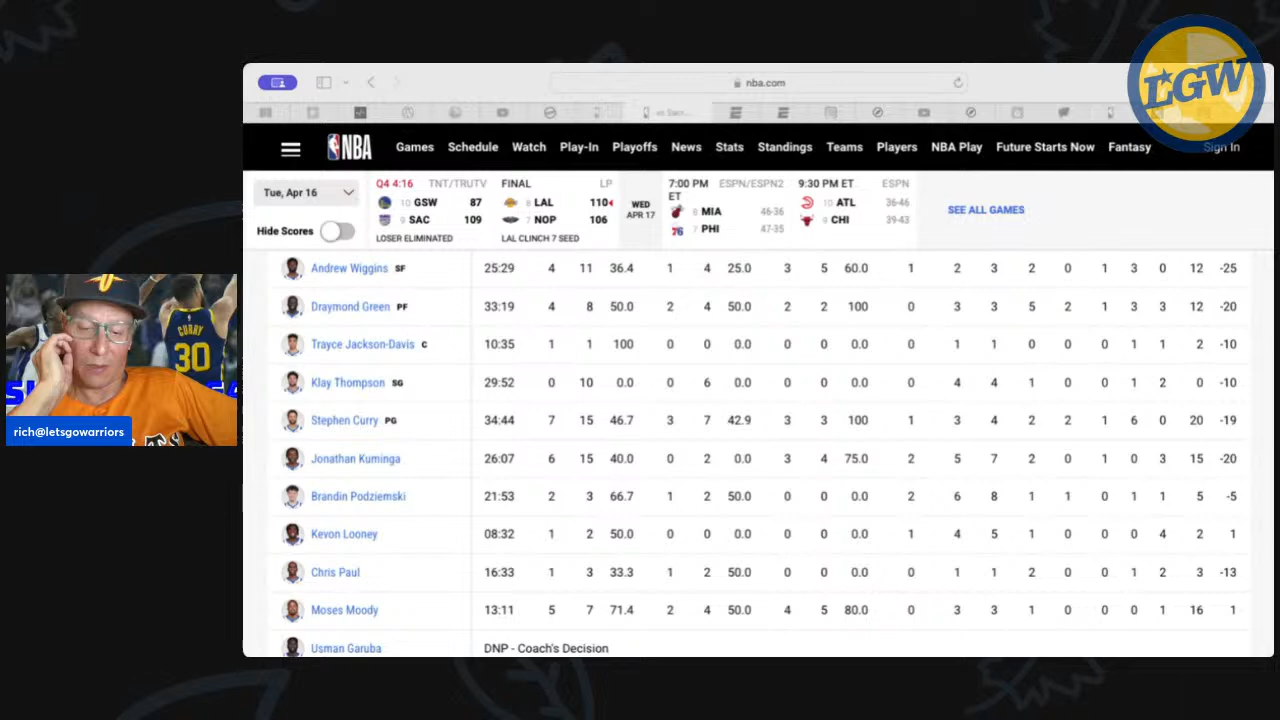 LGW
nba.com
NBA Games Schedule Watch Play-In Playoffs News Stats Standings Teams Players NBA Play Future Starts Now Fantasy Sign In
Tue, Apr 16
Hide Scores
Q4 4:16 TNT/TRUTV
10 GSW 87
9 SAC 109
LOSER ELIMINATED
FINAL LP
8 LAL 110
7 NOP 106
LAL CLINCH 7 SEED
WED
APR 17
7:00 PM ET ESPN/ESPN2
8 MIA 46-36
7 PHI 47-35
9:30 PM ET ESPN
10 ATL 36-46
9 CHI 39-43
SEE ALL GAMES
Andrew Wiggins SF 25:29 4 11 36.4 1 4 25.0 3 5 60.0 1 2 3 2 0 1 3 0 12 -25
Draymond Green PF 33:19 4 8 50.0 2 4 50.0 2 2 100 0 3 3 5 2 1 3 3 12 -20
Trayce Jackson-Davis C 10:35 1 1 100 0 0 0.0 0 0 0.0 0 1 1 0 0 0 1 1 2 -10
Klay Thompson SG 29:52 0 10 0.0 0 6 0.0 0 0 0.0 0 4 4 1 0 0 1 2 0 -10
Stephen Curry PG 34:44 7 15 46.7 3 7 42.9 3 3 100 1 3 4 2 2 1 6 0 20 -19
Jonathan Kuminga 26:07 6 15 40.0 0 2 0.0 3 4 75.0 2 5 7 2 0 1 0 3 15 -20
Brandin Podziemski 21:53 2 3 66.7 1 2 50.0 0 0 0.0 2 6 8 1 1 0 1 1 5 -5
Kevon Looney 08:32 1 2 50.0 0 0 0.0 0 0 0.0 1 4 5 1 0 0 0 4 2 1
Chris Paul 16:33 1 3 33.3 1 2 50.0 0 0 0.0 0 1 1 2 0 0 1 2 3 -13
Moses Moody 13:11 5 7 71.4 2 4 50.0 4 5 80.0 0 3 3 1 0 0 0 1 16 1
Usman Garuba DNP - Coach's Decision
CURRY
30
rich@letsgowarriors